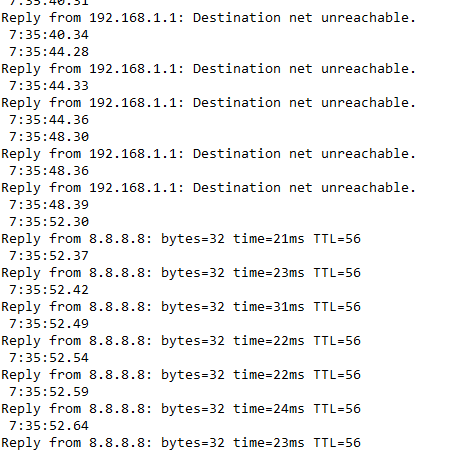 7:35:40.31
Reply from 192.168.1.1: Destination net unreachable.
7:35:40.34
7:35:44.28
Reply from 192.168.1.1: Destination net unreachable.
7:35:44.33
Reply from 192.168.1.1: Destination net unreachable.
7:35:44.36
7:35:48.30
Reply from 192.168.1.1: Destination net unreachable.
7:35:48.36
Reply from 192.168.1.1: Destination net unreachable.
7:35:48.39
7:35:52.30
Reply from 8.8.8.8: bytes=32 time=21ms TTL=56
7:35:52.37
Reply from 8.8.8.8: bytes=32 time=23ms TTL=56
7:35:52.42
Reply from 8.8.8.8: bytes=32 time=31ms TTL=56
7:35:52.49
Reply from 8.8.8.8: bytes=32 time=22ms TTL=56
7:35:52.54
Reply from 8.8.8.8: bytes=32 time=22ms TTL=56
7:35:52.59
Reply from 8.8.8.8: bytes=32 time=24ms TTL=56
7:35:52.64
Reply from 8.8.8.8: bytes=32 time=23ms TTL=56